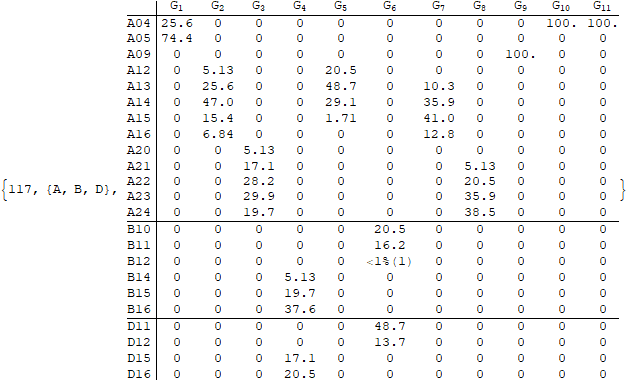 G1 G2 G3 G4 G5 G6 G7 G8 G9 G10 G11
A04 25.6 0 0 0 0 0 0 0 0 100. 100.
A05 74.4 0 0 0 0 0 0 0 0 0 0
A09 0 0 0 0 0 0 0 0 100. 0 0
A12 0 5.13 0 0 20.5 0 0 0 0 0 0
A13 0 25.6 0 0 48.7 0 10.3 0 0 0 0
A14 0 47.0 0 0 29.1 0 35.9 0 0 0 0
A15 0 15.4 0 0 1.71 0 41.0 0 0 0 0
A16 0 6.84 0 0 0 0 12.8 0 0 0 0
A20 0 0 5.13 0 0 0 0 0 0 0 0
A21 0 0 17.1 0 0 0 0 5.13 0 0 0
A22 0 0 28.2 0 0 0 0 20.5 0 0 0
{117, {A, B, D},
A23 0 0 29.9 0 0 0 0 35.9 0 0 0
}
A24 0 0 19.7 0 0 0 0 38.5 0 0 0
B10 0 0 0 0 0 20.5 0 0 0 0 0
B11 0 0 0 0 0 16.2 0 0 0 0 0
B12 0 0 0 0 0 <1%(1) 0 0 0 0 0
B14 0 0 0 5.13 0 0 0 0 0 0 0
B15 0 0 0 19.7 0 0 0 0 0 0 0
B16 0 0 0 37.6 0 0 0 0 0 0 0
D11 0 0 0 0 0 48.7 0 0 0 0 0
D12 0 0 0 0 0 13.7 0 0 0 0 0
D15 0 0 0 17.1 0 0 0 0 0 0 0
D16 0 0 0 20.5 0 0 0 0 0 0 0